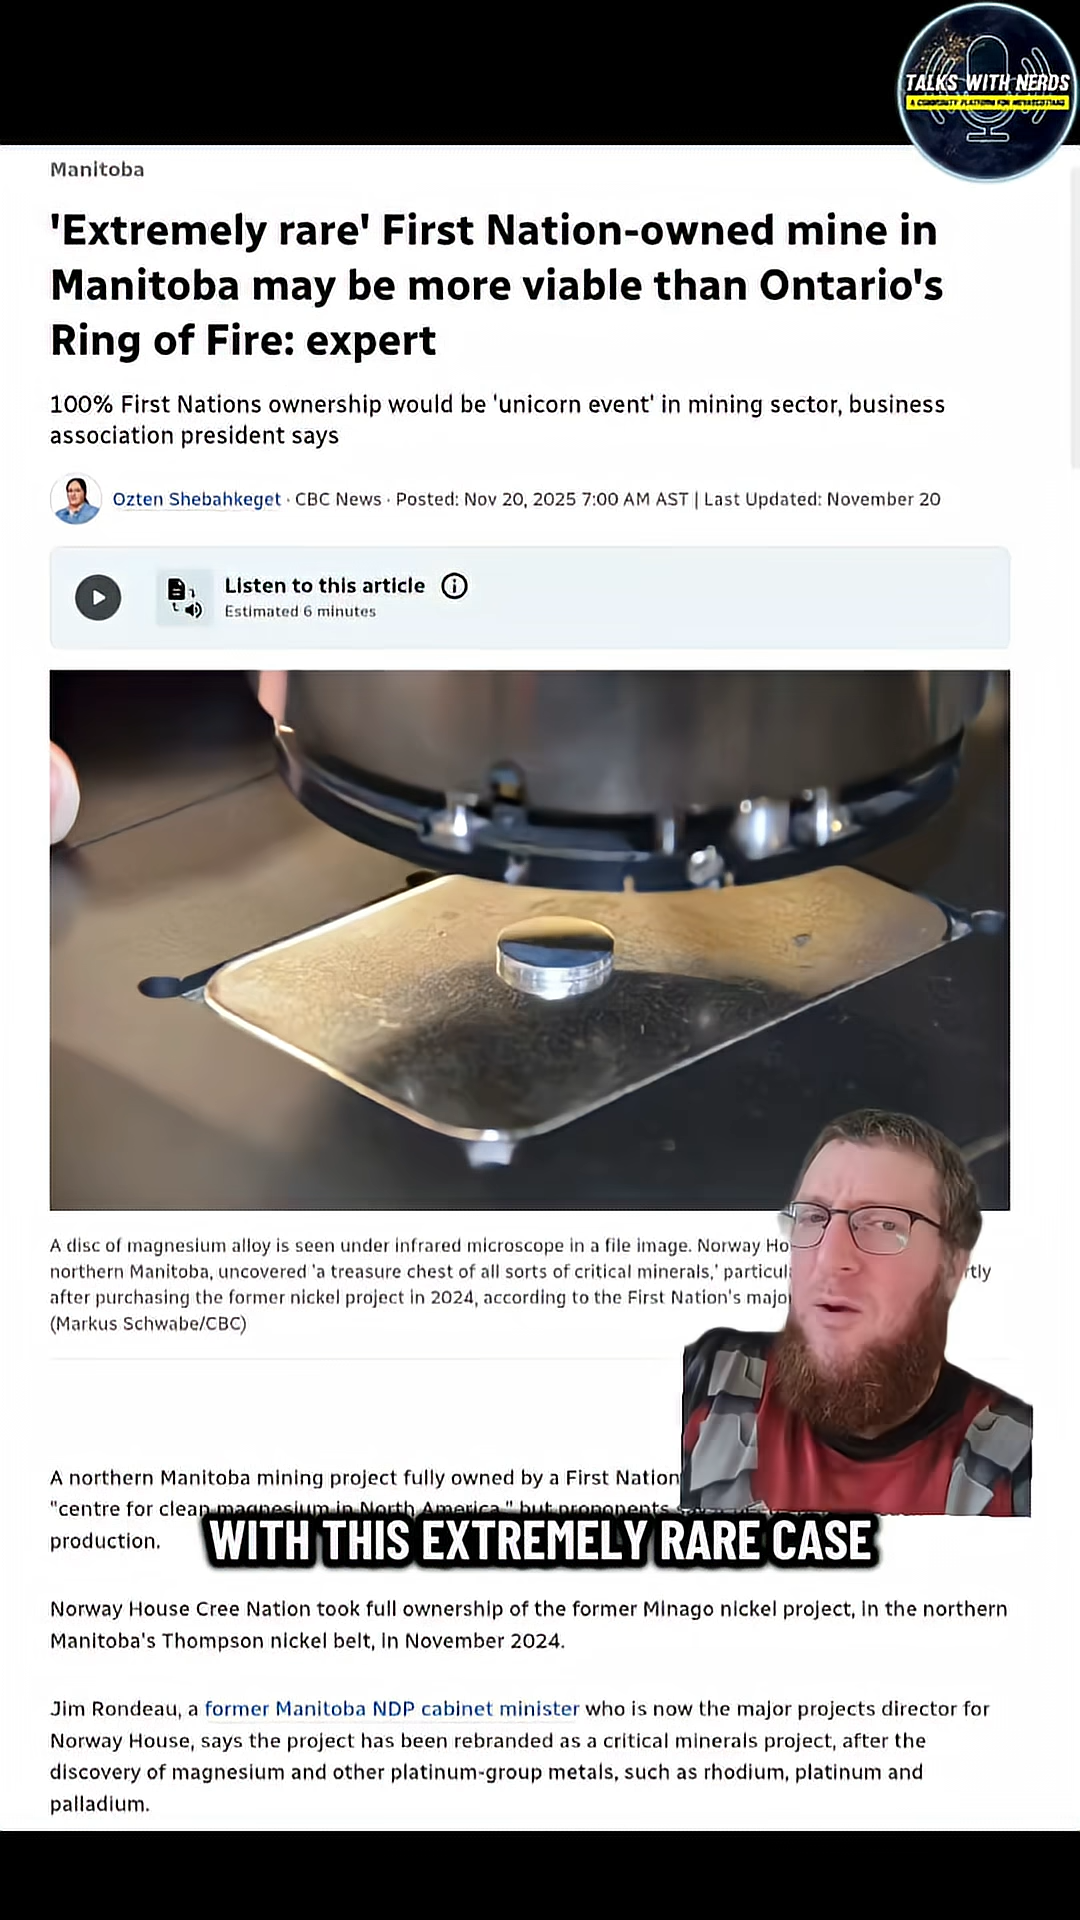 TALKS WITH NERDS
Manitoba
'Extremely rare' First Nation-owned mine in
Manitoba may be more viable than Ontario's
Ring of Fire: expert
100% First Nations ownership would be 'unicorn event' in mining sector, business
association president says
Ozten Shebahkeget · CBC News · Posted: Nov 20, 2025 7:00 AM AST | Last Updated: November 20
Listen to this article
Estimated 6 minutes
A disc of magnesium alloy is seen under infrared microscope in a file image. Norway
northern Manitoba, uncovered 'a treasure chest of all sorts of critical minerals,'
after purchasing the former nickel project in 2024, according to the First Nation's
(Markus Schwabe/CBC)
A northern Manitoba mining project fully owned by a First Nation
"centre for clean magnesium in North America," but proponents
production.
WITH THIS EXTREMELY RARE CASE
Norway House Cree Nation took full ownership of the former Minago nickel project, in the northern
Manitoba's Thompson nickel belt, in November 2024.
Jim Rondeau, a former Manitoba NDP cabinet minister who is now the major projects director for
Norway House, says the project has been rebranded as a critical minerals project, after the
discovery of magnesium and other platinum-group metals, such as rhodium, platinum and
palladium.